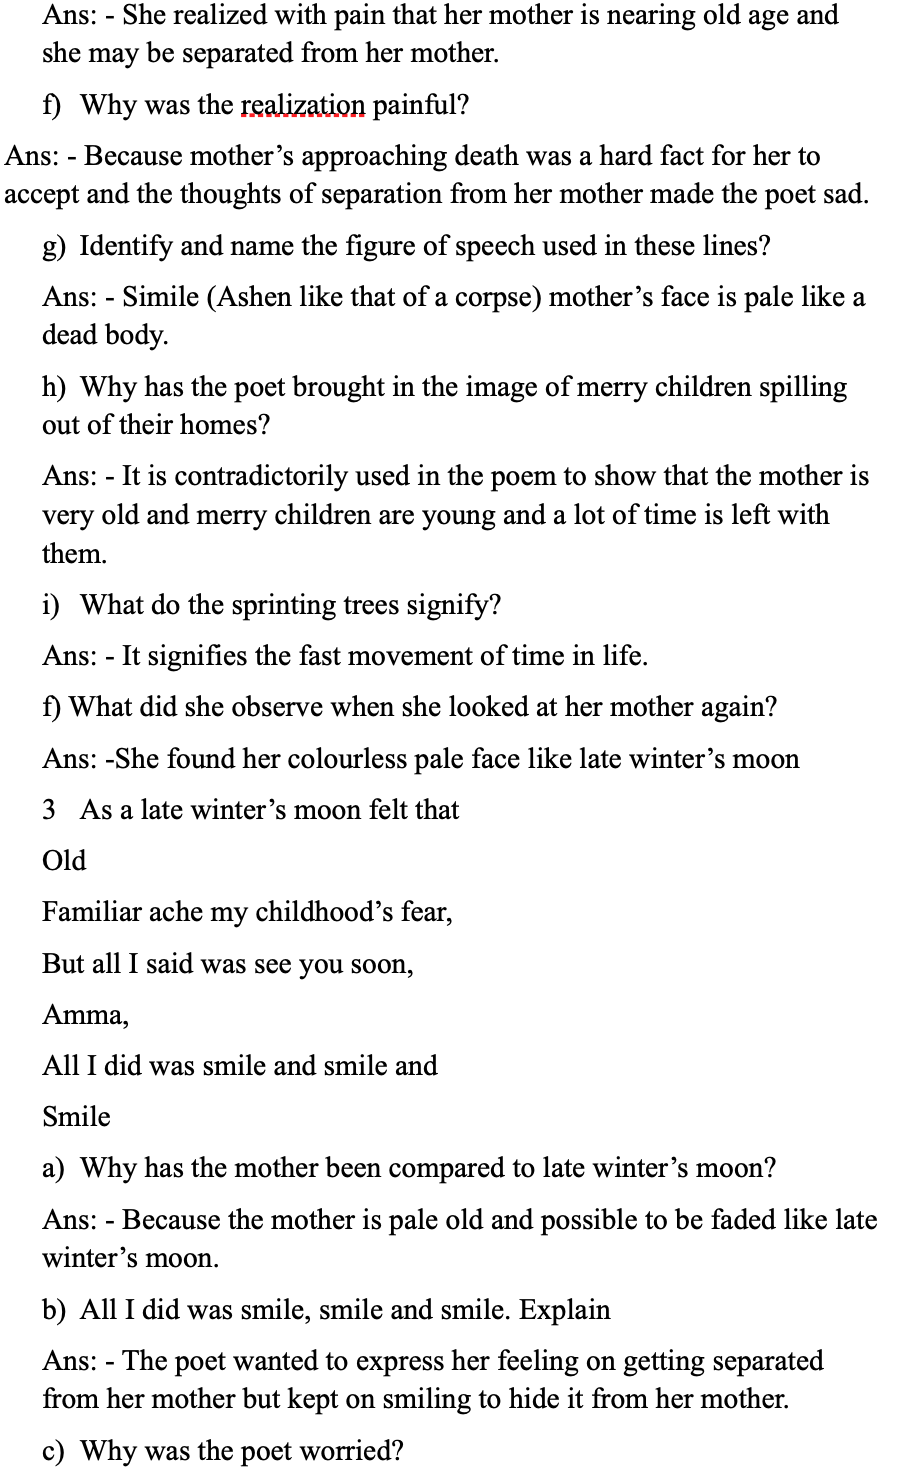 Ans: - She realized with pain that her mother is nearing old age and
she may be separated from her mother.
f) Why was the realization painful?
Ans: - Because mother’s approaching death was a hard fact for her to
accept and the thoughts of separation from her mother made the poet sad.
g) Identify and name the figure of speech used in these lines?
Ans: - Simile (Ashen like that of a corpse) mother’s face is pale like a
dead body.
h) Why has the poet brought in the image of merry children spilling
out of their homes?
Ans: - It is contradictorily used in the poem to show that the mother is
very old and merry children are young and a lot of time is left with
them.
i) What do the sprinting trees signify?
Ans: - It signifies the fast movement of time in life.
f) What did she observe when she looked at her mother again?
Ans: -She found her colourless pale face like late winter’s moon
3 As a late winter’s moon felt that
Old
Familiar ache my childhood’s fear,
But all I said was see you soon,
Amma,
All I did was smile and smile and
Smile
a) Why has the mother been compared to late winter’s moon?
Ans: - Because the mother is pale old and possible to be faded like late
winter’s moon.
b) All I did was smile, smile and smile. Explain
Ans: - The poet wanted to express her feeling on getting separated
from her mother but kept on smiling to hide it from her mother.
c) Why was the poet worried?